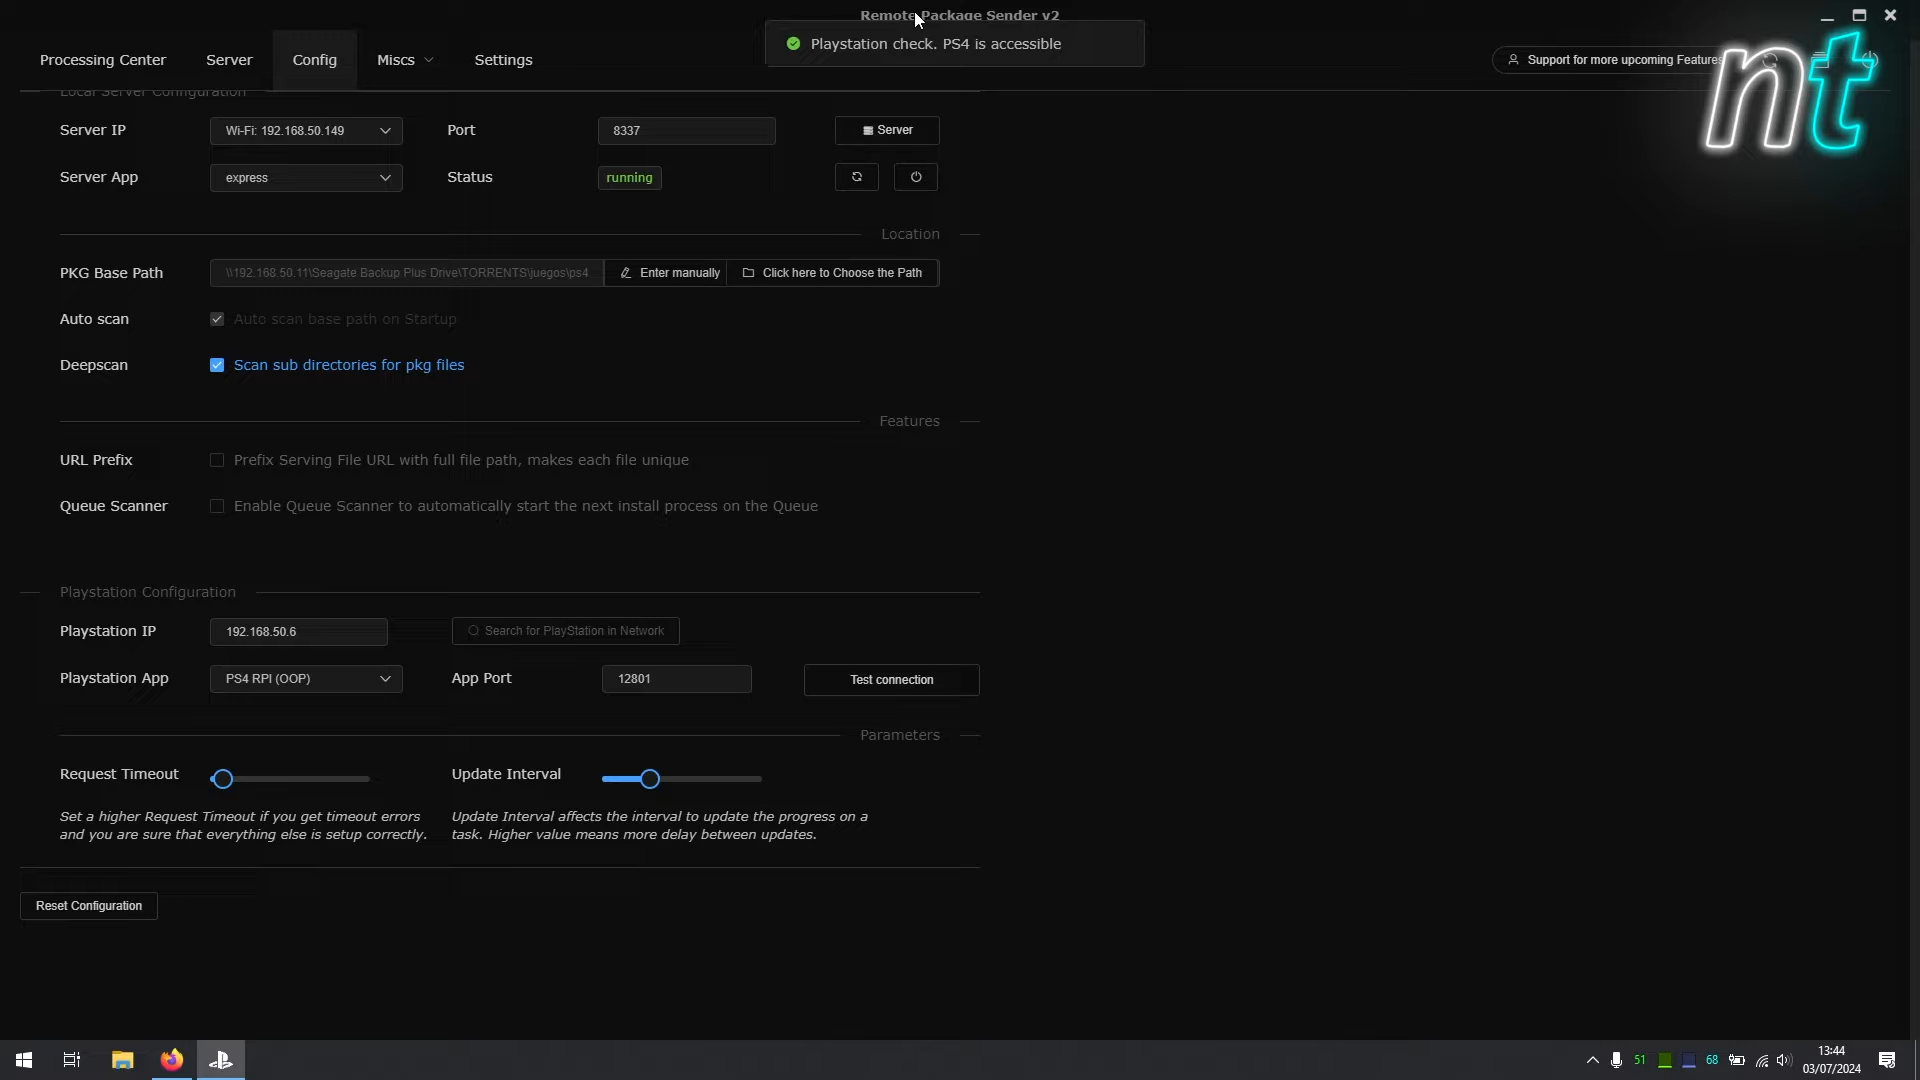 Remote Package Sender v2
Playstation check. PS4 is accessible
Processing Center
Server
Config
Miscs
Settings
Support for more upcoming Features
nt
Local Server Configuration
Server IP
Wi-Fi: 192.168.50.149
Port
8337
Server
Server App
express
Status
running
Location
PKG Base Path
\\192.168.50.11\Seagate Backup Plus Drive\TORRENTS\juegos\ps4
Enter manually
Click here to Choose the Path
Auto scan
Auto scan base path on Startup
Deepscan
Scan sub directories for pkg files
Features
URL Prefix
Prefix Serving File URL with full file path, makes each file unique
Queue Scanner
Enable Queue Scanner to automatically start the next install process on the Queue
Playstation Configuration
Playstation IP
192.168.50.6
Search for PlayStation in Network
Playstation App
PS4 RPI (OOP)
App Port
12801
Test connection
Parameters
Request Timeout
Update Interval
Set a higher Request Timeout if you get timeout errors
and you are sure that everything else is setup correctly.
Update Interval affects the interval to update the progress on a
task. Higher value means more delay between updates.
Reset Configuration
51
68
13:44
03/07/2024